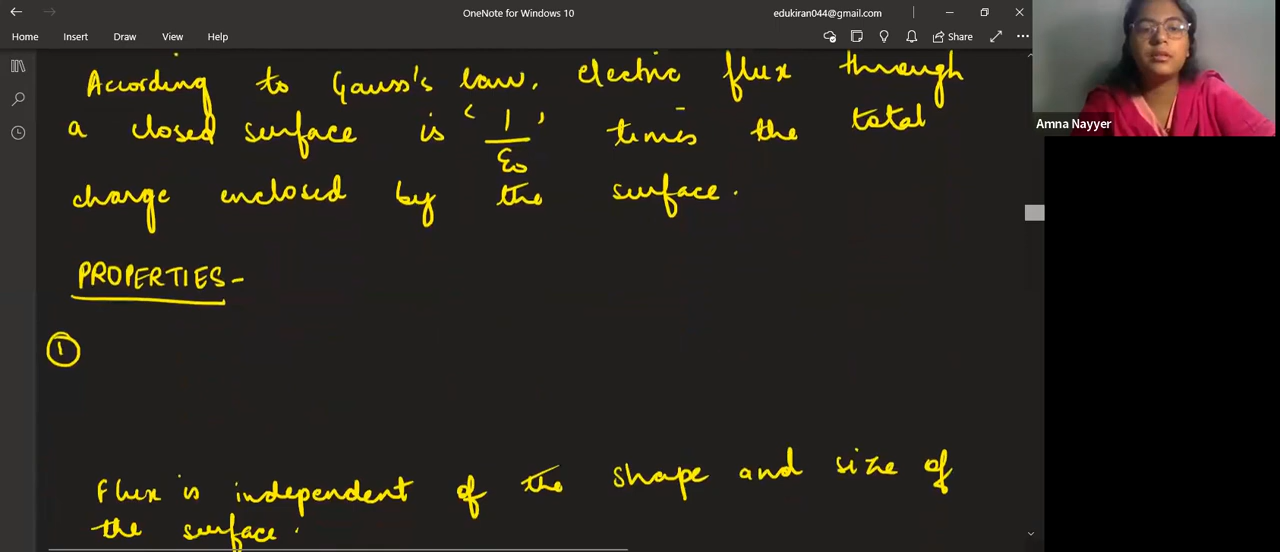 OneNote for Windows 10
edukiran044@gmail.com
Home Insert Draw View Help
Share
Amna Nayyer
Acording to Gauss's law, electric flux through
a closed surface is ‘ 1/ε₀ ’ times the total
charge enclosed by the surface.
PROPERTIES-
①
Flux is independent of the shape and size of
the surface.